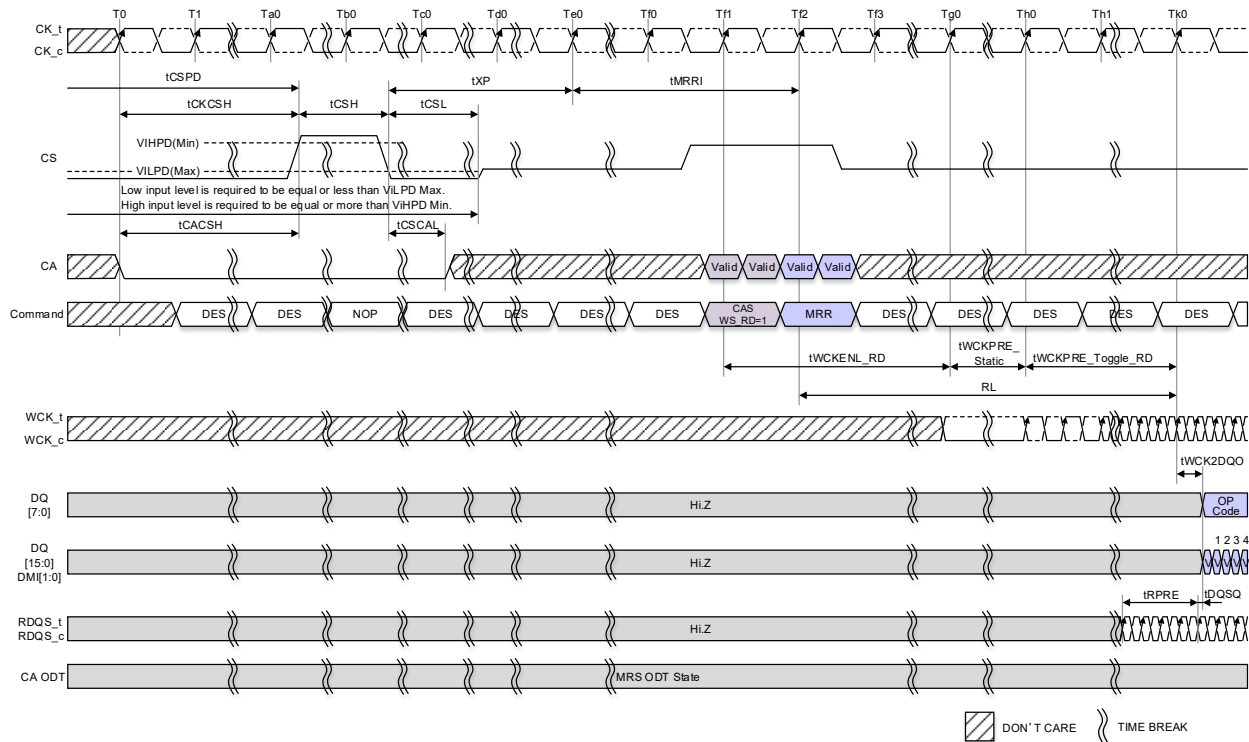 T0 T1 Ta0 Tb0 Tc0 Td0 Te0 Tf0 Tf1 Tf2 Tf3 Tg0 Th0 Th1 Tk0
CK_t
CK_c
tCSPD tXP tMRRI
tCKCSH tCSH tCSL
VIHPD(Min)
CS
VILPD(Max)
Low input level is required to be equal or less than ViLPD Max.
High input level is required to be equal or more than ViHPD Min.
tCACSH tCSCAL
CA Valid Valid Valid Valid
Command DES DES NOP DES DES DES DES CAS WS_RD=1 MRR DES DES DES DES DES
tWCKENL_RD tWCKPRE_ Static tWCKPRE_Toggle_RD
RL
WCK_t
WCK_c
tWCK2DQO
DQ
[7:0]
Hi.Z
OP
Code
1 2 3 4
DQ
[15:0]
DMI[1:0]
Hi.Z
V V V V
tRPRE tDQSQ
RDQS_t
RDQS_c
Hi.Z
CA ODT MRS ODT State
DON'T CARE TIME BREAK